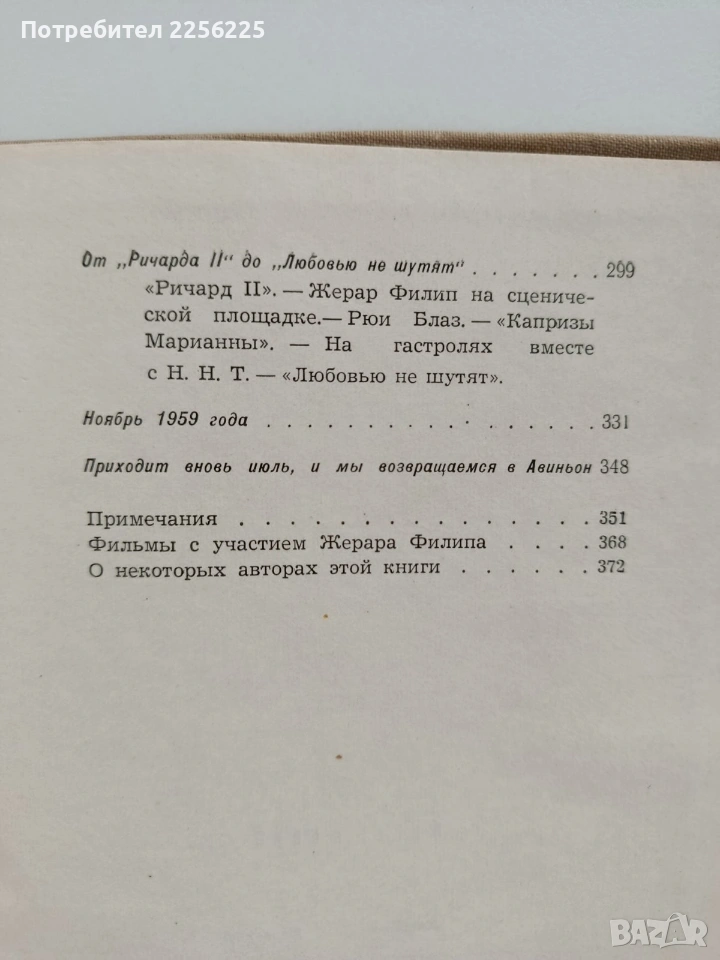 Потребител 2256225
От „Ричарда II“ до „Любовью не шутят“ . . . . . . . 299
«Ричард II». — Жерар Филип на сцениче-
ской площадке.— Рюи Блаз. — «Капризы
Марианны». — На гастролях вместе
с Н. Н. Т. — «Любовью не шутят».
Ноябрь 1959 года . . . . . . . . . . . . . . . . 331
Приходит вновь июль, и мы возвращаемся в Авиньон 348
Примечания . . . . . . . . . . . . . . . . 351
Фильмы с участием Жерара Филипа . . . . 368
О некоторых авторах этой книги . . . . . . 372
BAZAR